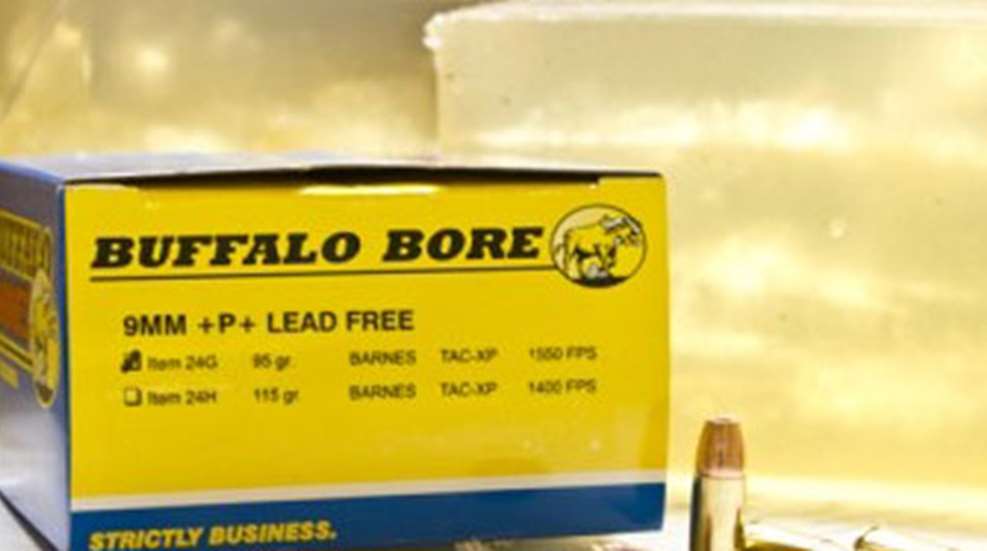 BUFFALO BORE
9MM +P+ LEAD FREE
Item 24G 95 gr. BARNES TAC-XP 1550 FPS
Item 24H 115 gr. BARNES TAC-XP 1400 FPS
STRICTLY BUSINESS.